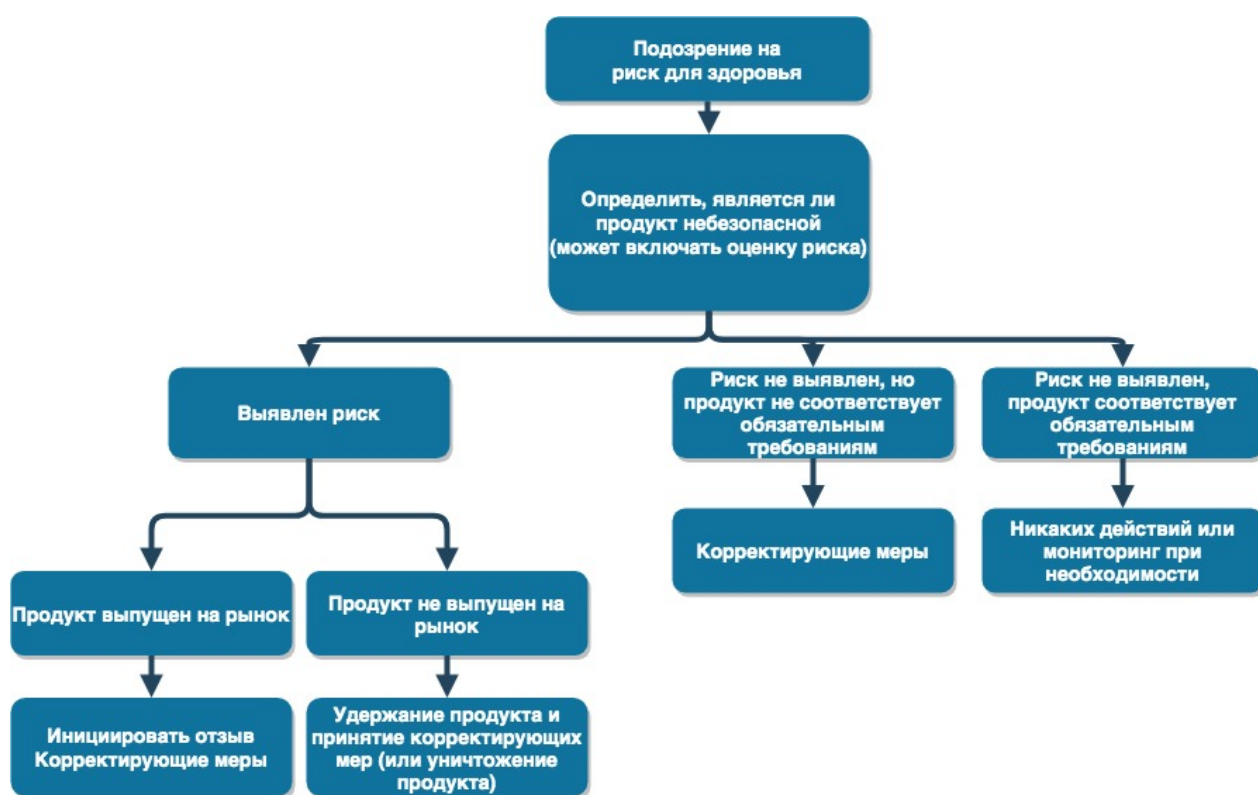 Подозрение на
риск для здоровья
Определить, является ли
продукт небезопасной
(может включать оценку риска)
Выявлен риск
Риск не выявлен, но
продукт не соответствует
обязательным
требованиям
Риск не выявлен,
продукт соответствует
обязательным
требованиям
Корректирующие меры
Никаких действий или
мониторинг при
необходимости
Продукт выпущен на рынок
Продукт не выпущен на
рынок
Инициировать отзыв
Корректирующие меры
Удержание продукта и
принятие корректирующих
мер (или уничтожение
продукта)